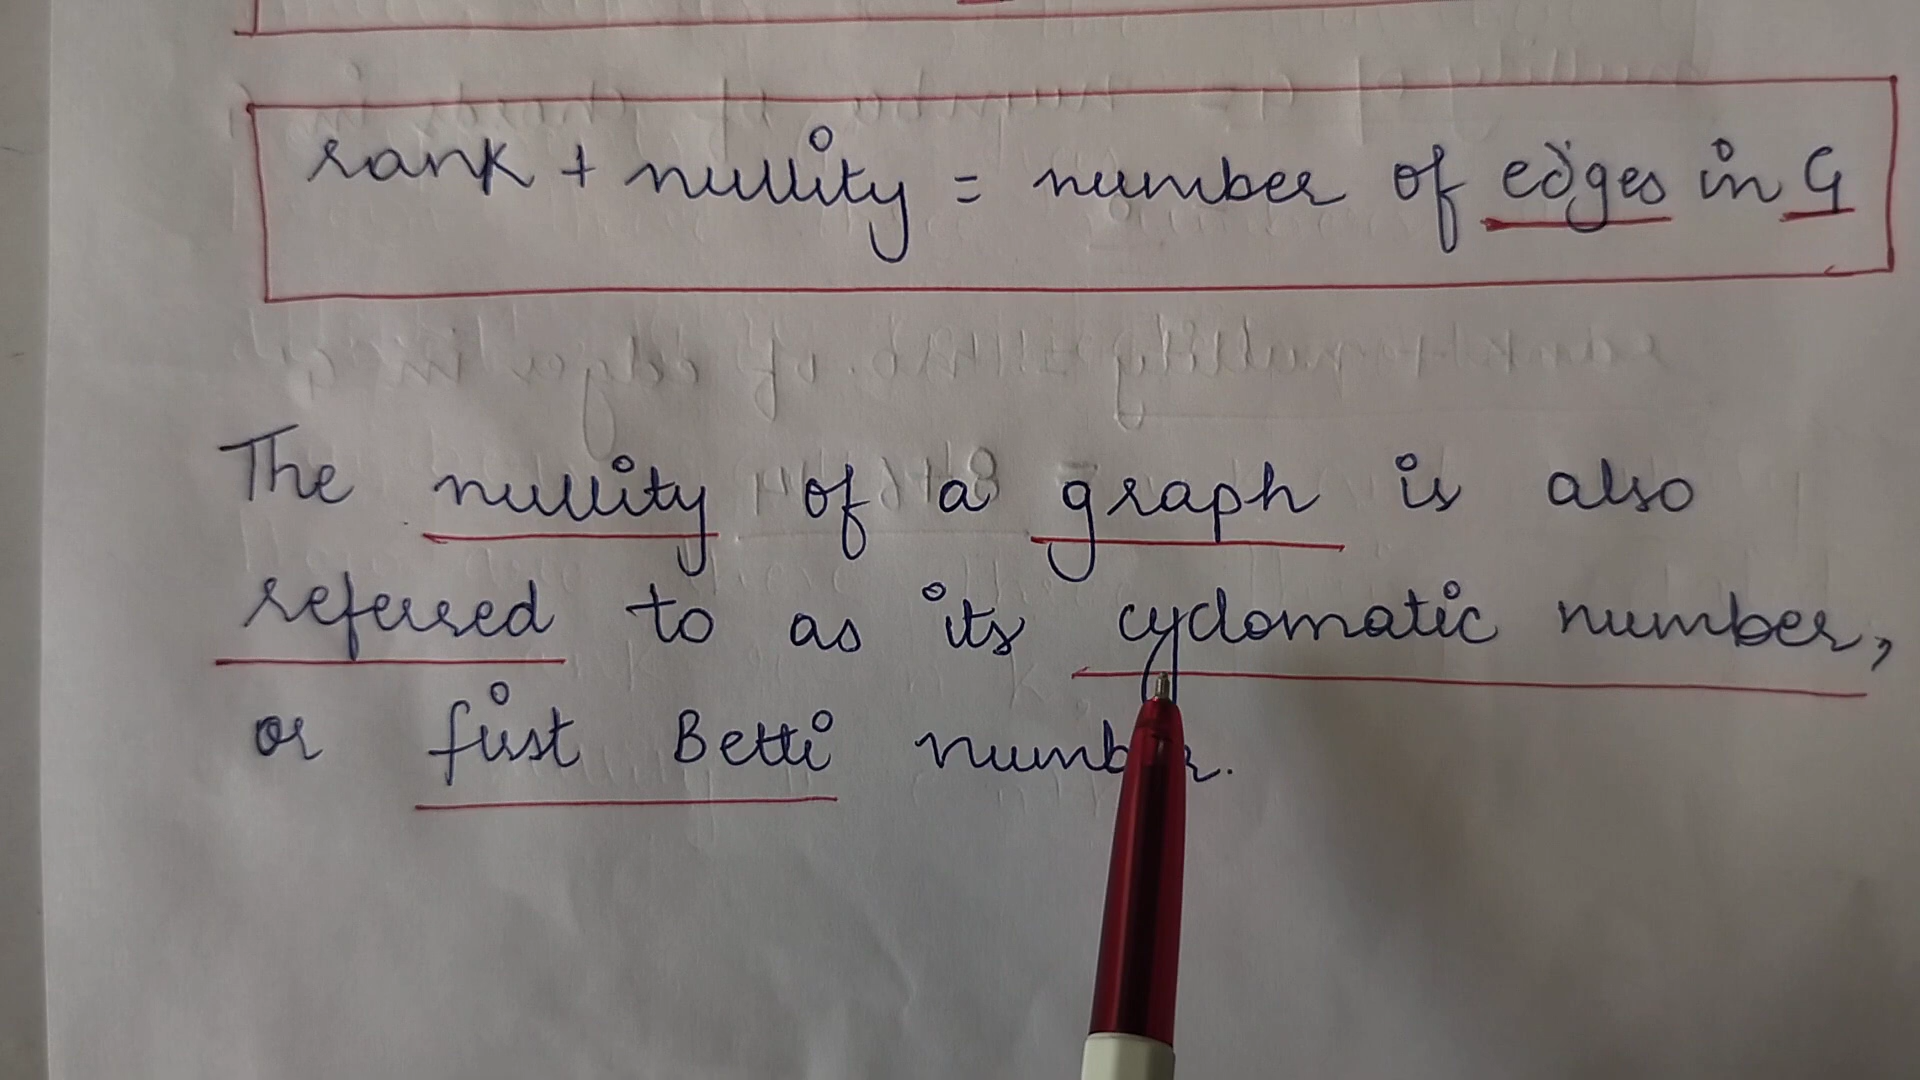 rank + nullity = number of edges in G
The nullity of a graph is also
referred to as its cyclomatic number,
or first Betti number.